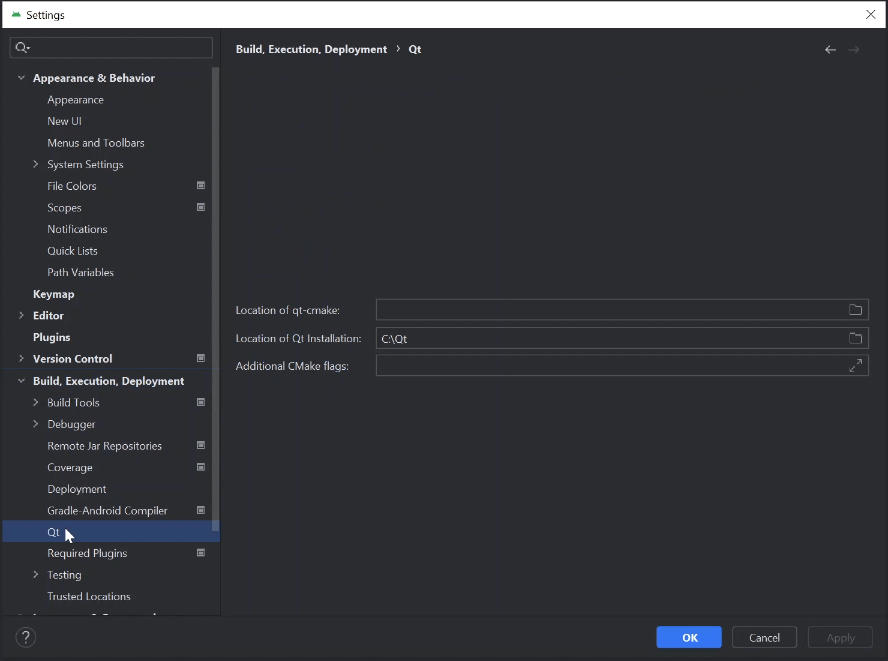 Settings
Build, Execution, Deployment › Qt
Appearance & Behavior
Appearance
New UI
Menus and Toolbars
System Settings
File Colors
Scopes
Notifications
Quick Lists
Path Variables
Keymap
Editor
Plugins
Version Control
Build, Execution, Deployment
Build Tools
Debugger
Remote Jar Repositories
Coverage
Deployment
Gradle-Android Compiler
Qt
Required Plugins
Testing
Trusted Locations
Location of qt-cmake:
Location of Qt Installation: C:\Qt
Additional CMake flags:
? OK Cancel Apply